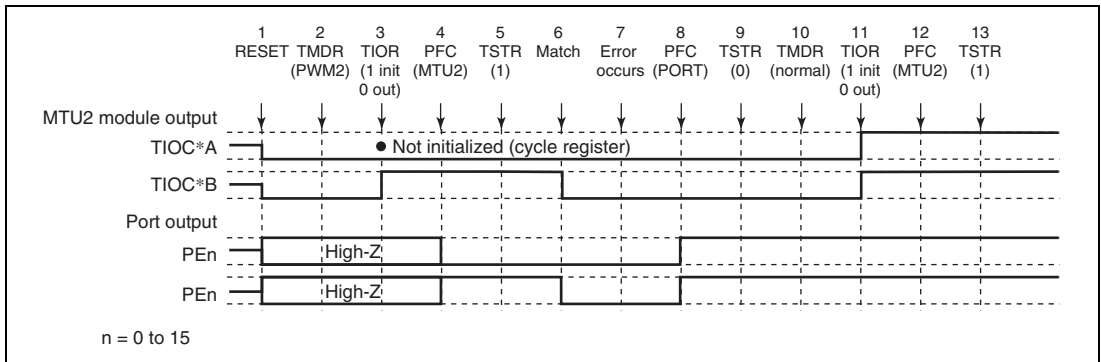 1 2 3 4 5 6 7 8 9 10 11 12 13
RESET TMDR TIOR PFC TSTR Match Error PFC TSTR TMDR TIOR PFC TSTR
(PWM2) (1 init (MTU2) (1) occurs (PORT) (0) (normal) (1 init (MTU2) (1)
0 out) 0 out)
MTU2 module output
TIOC*A ● Not initialized (cycle register)
TIOC*B
Port output
PEn High-Z
PEn High-Z
n = 0 to 15